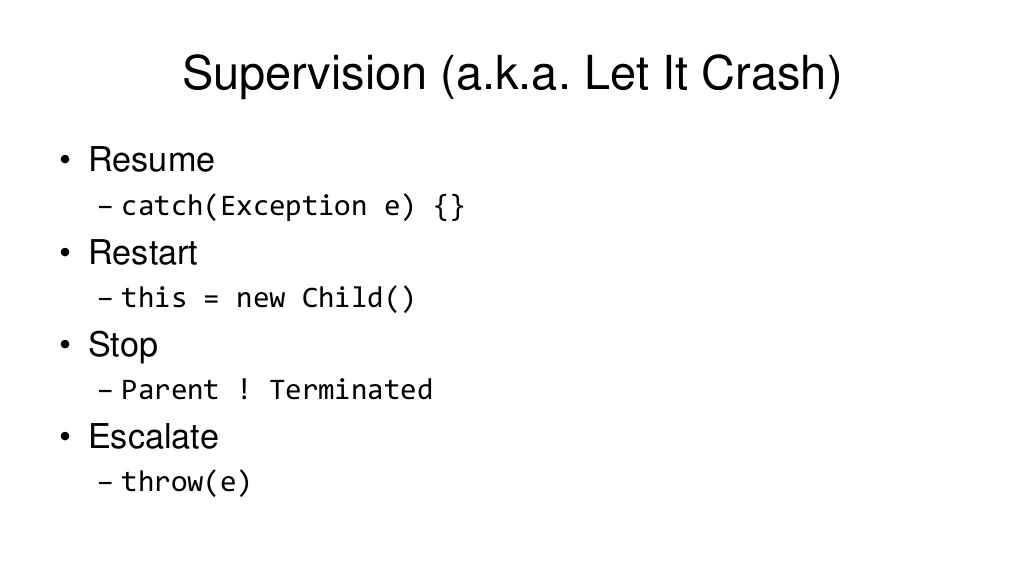 Supervision (a.k.a. Let It Crash)
• Resume
– catch(Exception e) {}
• Restart
– this = new Child()
• Stop
– Parent ! Terminated
• Escalate
– throw(e)